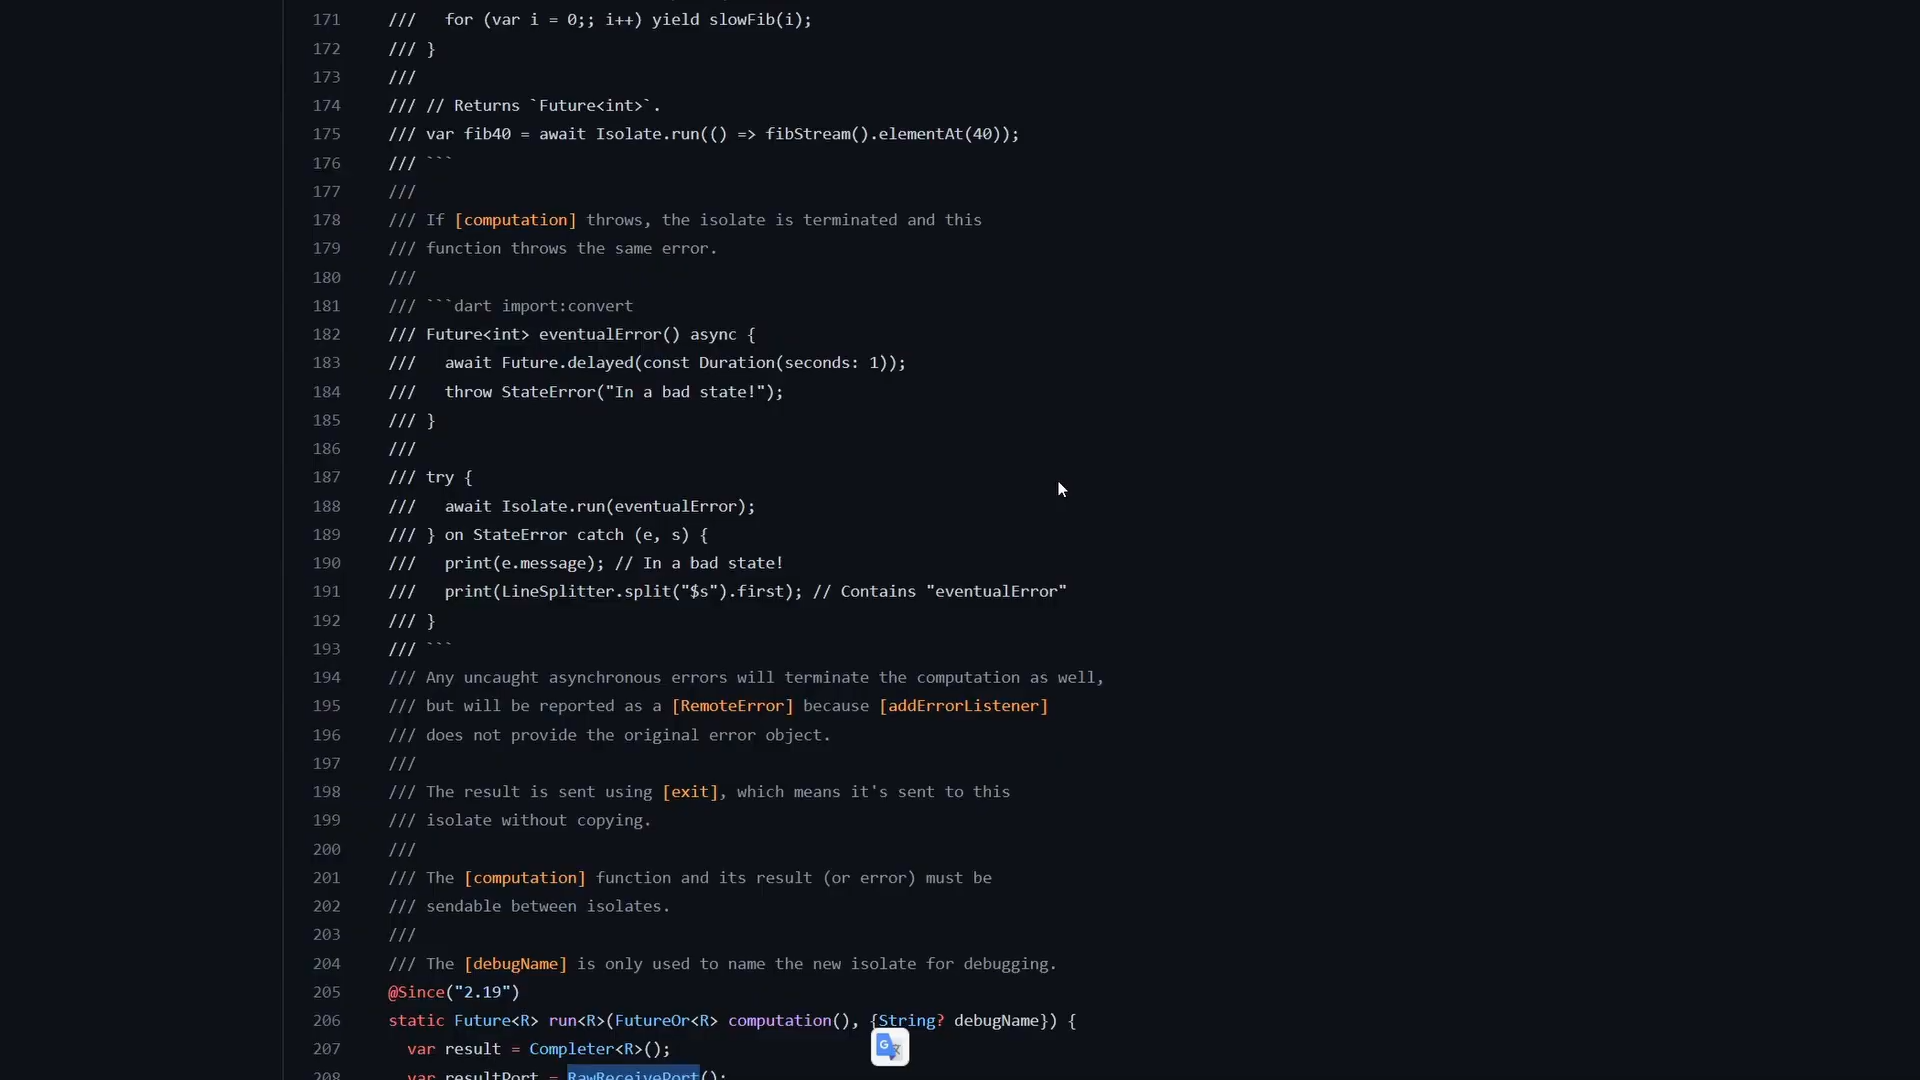 171 ///   for (var i = 0;; i++) yield slowFib(i);
172 /// }
173 ///
174 /// // Returns `Future<int>`.
175 /// var fib40 = await Isolate.run(() => fibStream().elementAt(40));
176 /// ```
177 ///
178 /// If [computation] throws, the isolate is terminated and this
179 /// function throws the same error.
180 ///
181 /// ```dart import:convert
182 /// Future<int> eventualError() async {
183 ///   await Future.delayed(const Duration(seconds: 1));
184 ///   throw StateError("In a bad state!");
185 /// }
186 ///
187 /// try {
188 ///   await Isolate.run(eventualError);
189 /// } on StateError catch (e, s) {
190 ///   print(e.message); // In a bad state!
191 ///   print(LineSplitter.split("$s").first); // Contains "eventualError"
192 /// }
193 /// ```
194 /// Any uncaught asynchronous errors will terminate the computation as well,
195 /// but will be reported as a [RemoteError] because [addErrorListener]
196 /// does not provide the original error object.
197 ///
198 /// The result is sent using [exit], which means it's sent to this
199 /// isolate without copying.
200 ///
201 /// The [computation] function and its result (or error) must be
202 /// sendable between isolates.
203 ///
204 /// The [debugName] is only used to name the new isolate for debugging.
205 @Since("2.19")
206 static Future<R> run<R>(FutureOr<R> computation(), {String? debugName}) {
207   var result = Completer<R>();
208   var resultPort = RawReceivePort();